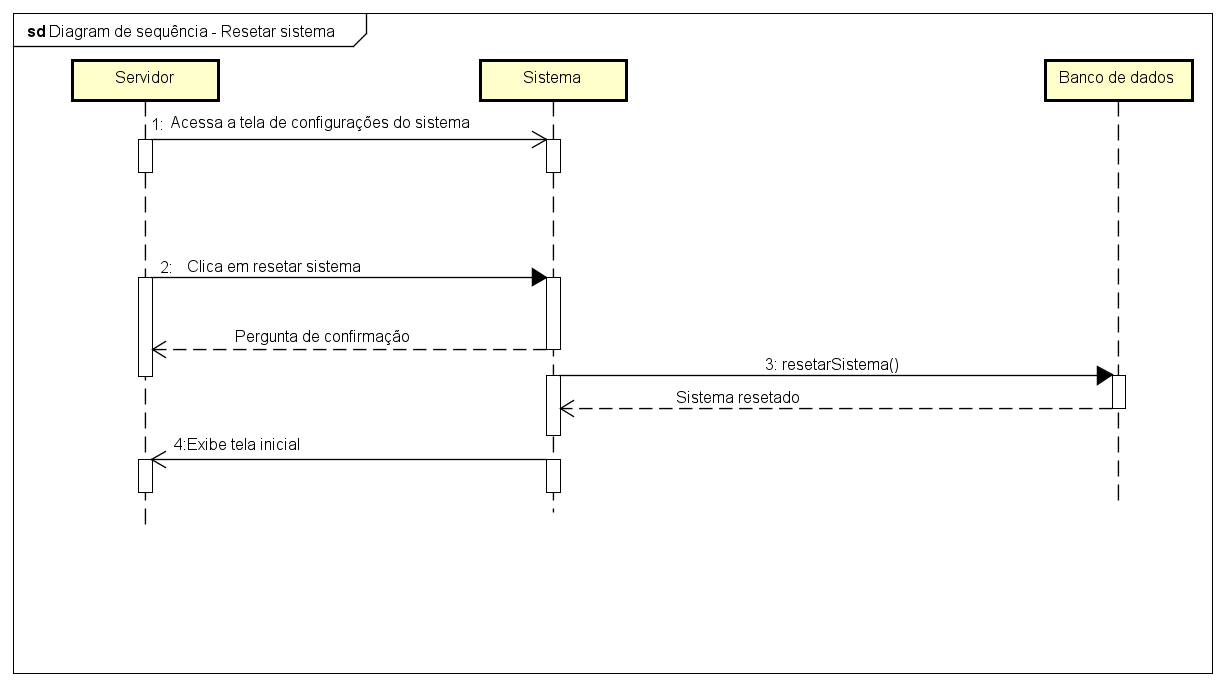 sd Diagram de sequência - Resetar sistema
Servidor
Sistema
Banco de dados
1: Acessa a tela de configurações do sistema
2: Clica em resetar sistema
Pergunta de confirmação
3: resetarSistema()
Sistema resetado
4:Exibe tela inicial